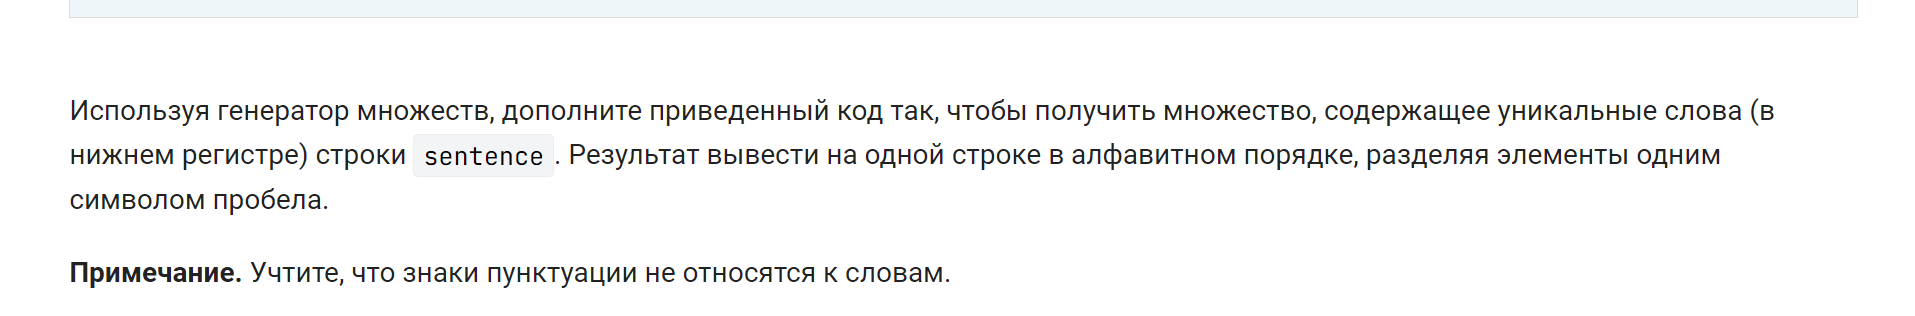 Используя генератор множеств, дополните приведенный код так, чтобы получить множество, содержащее уникальные слова (в
нижнем регистре) строки sentence. Результат вывести на одной строке в алфавитном порядке, разделяя элементы одним
символом пробела.
Примечание. Учтите, что знаки пунктуации не относятся к словам.